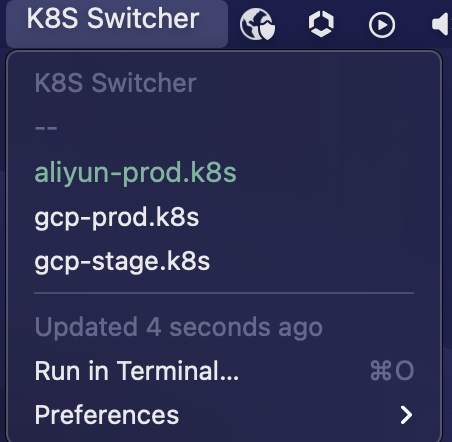 K8S Switcher
K8S Switcher
--
aliyun-prod.k8s
gcp-prod.k8s
gcp-stage.k8s
Updated 4 seconds ago
Run in Terminal... ⌘O
Preferences